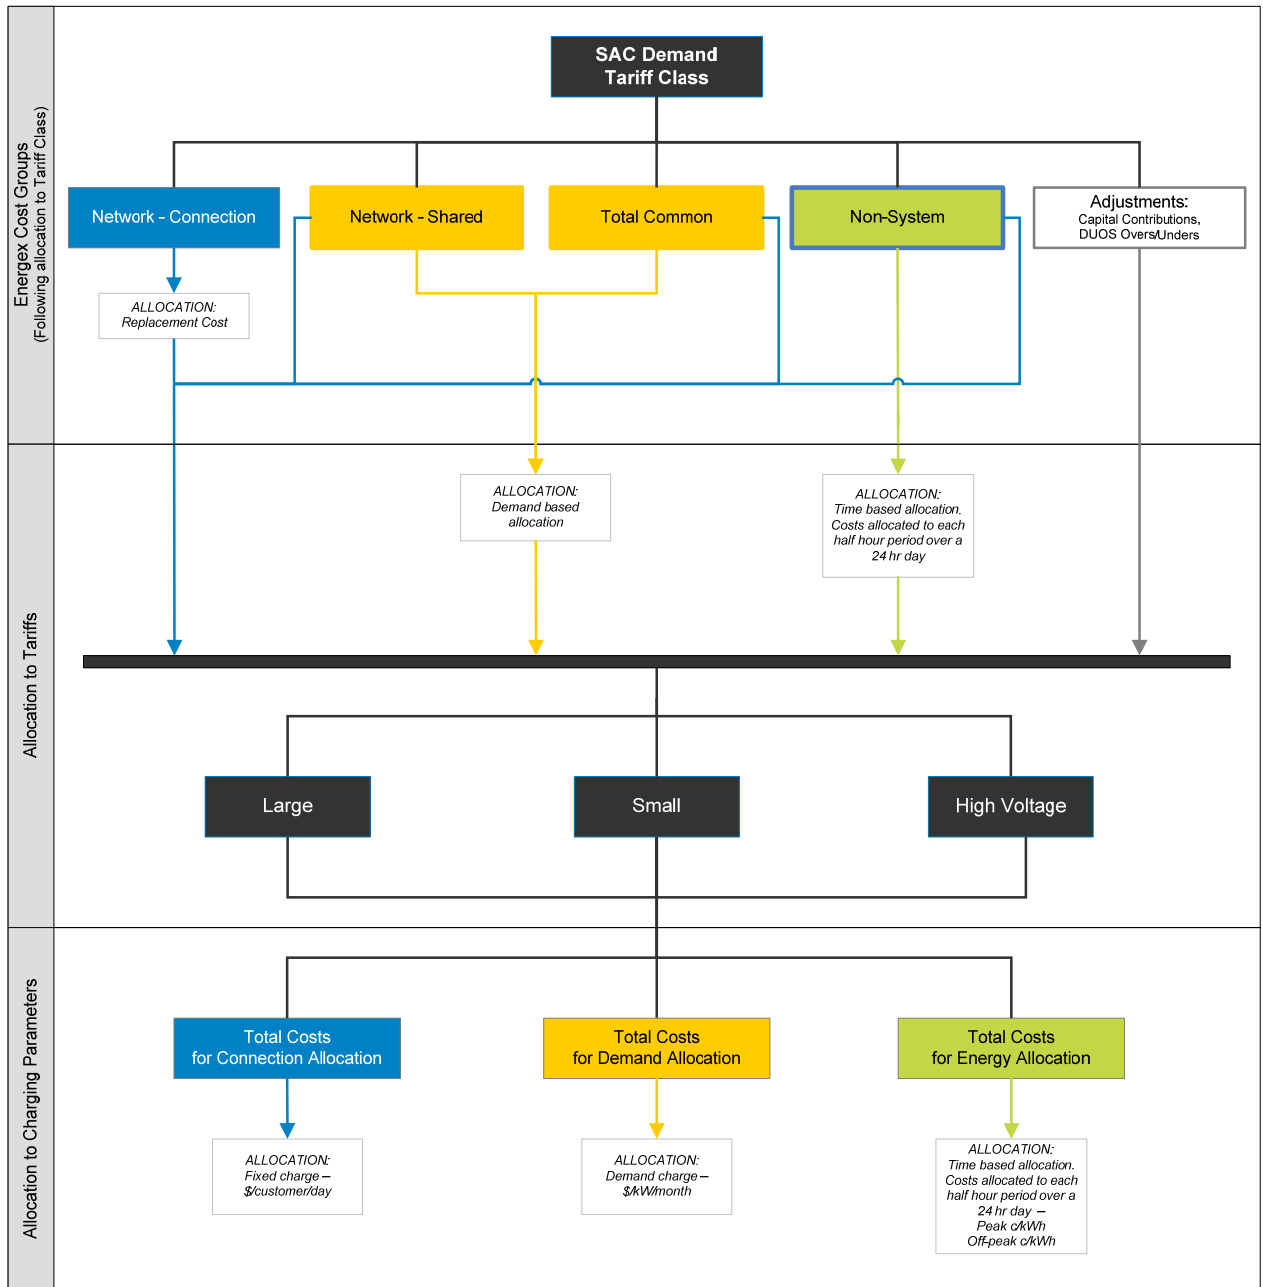 SAC Demand
Tariff Class
Energex Cost Groups
(Following allocation to Tariff Class)
Network - Connection
Network - Shared
Total Common
Non-System
Adjustments:
Capital Contributions,
DUOS Overs/Unders
ALLOCATION:
Replacement Cost
Allocation to Tariffs
ALLOCATION:
Demand based
allocation
ALLOCATION:
Time based allocation.
Costs allocated to each
half hour period over a
24 hr day
Large
Small
High Voltage
Allocation to Charging Parameters
Total Costs
for Connection Allocation
Total Costs
for Demand Allocation
Total Costs
for Energy Allocation
ALLOCATION:
Fixed charge –
$/customer/day
ALLOCATION:
Demand charge –
$/kW/month
ALLOCATION:
Time based allocation.
Costs allocated to each
half hour period over a
24 hr day –
Peak c/kWh
Off-peak c/kWh